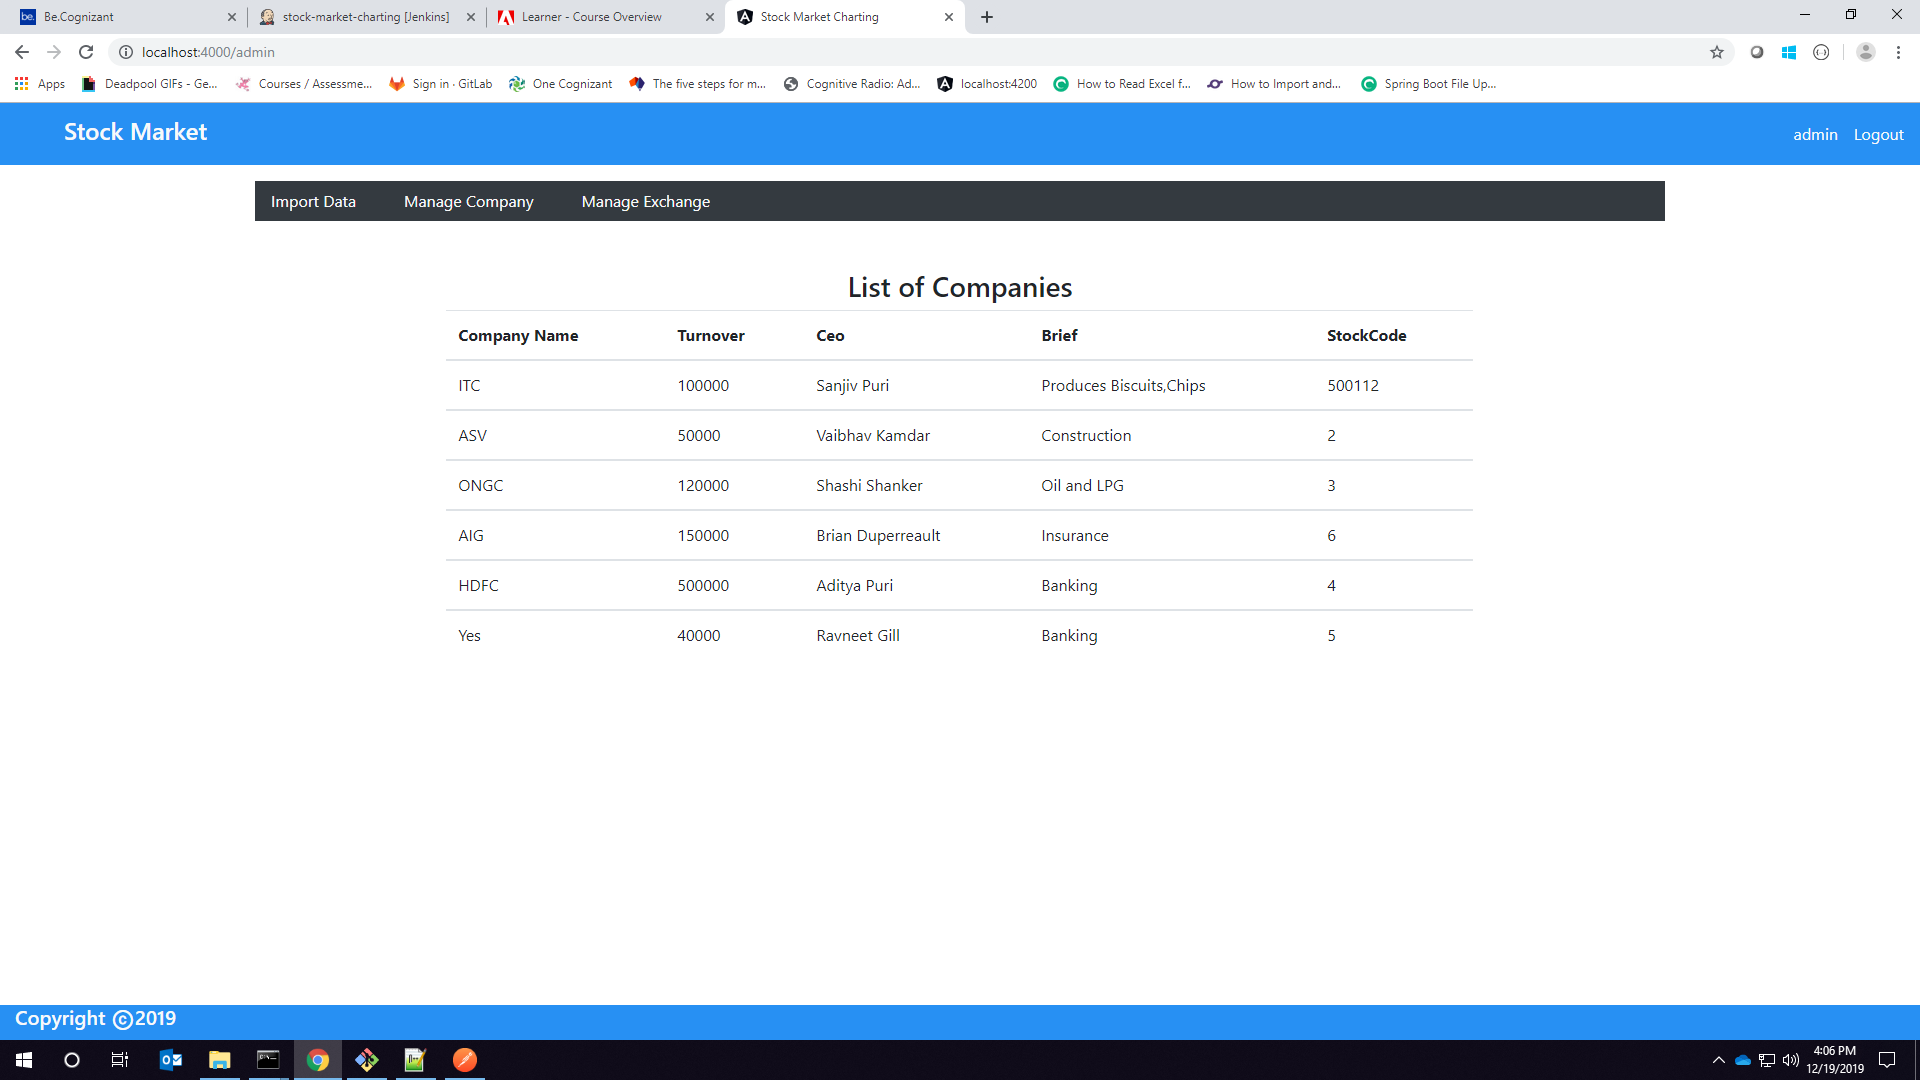 Be.Cognizant
stock-market-charting [Jenkins]
Learner - Course Overview
Stock Market Charting
localhost:4000/admin
Apps
Deadpool GIFs - Ge...
Courses / Assessme...
Sign in · GitLab
One Cognizant
The five steps for m...
Cognitive Radio: Ad...
localhost:4200
How to Read Excel f...
How to Import and...
Spring Boot File Up...
Stock Market
admin Logout
Import Data Manage Company Manage Exchange
List of Companies
Company Name Turnover Ceo Brief StockCode
ITC 100000 Sanjiv Puri Produces Biscuits,Chips 500112
ASV 50000 Vaibhav Kamdar Construction 2
ONGC 120000 Shashi Shanker Oil and LPG 3
AIG 150000 Brian Duperreault Insurance 6
HDFC 500000 Aditya Puri Banking 4
Yes 40000 Ravneet Gill Banking 5
Copyright ©2019
4:06 PM
12/19/2019